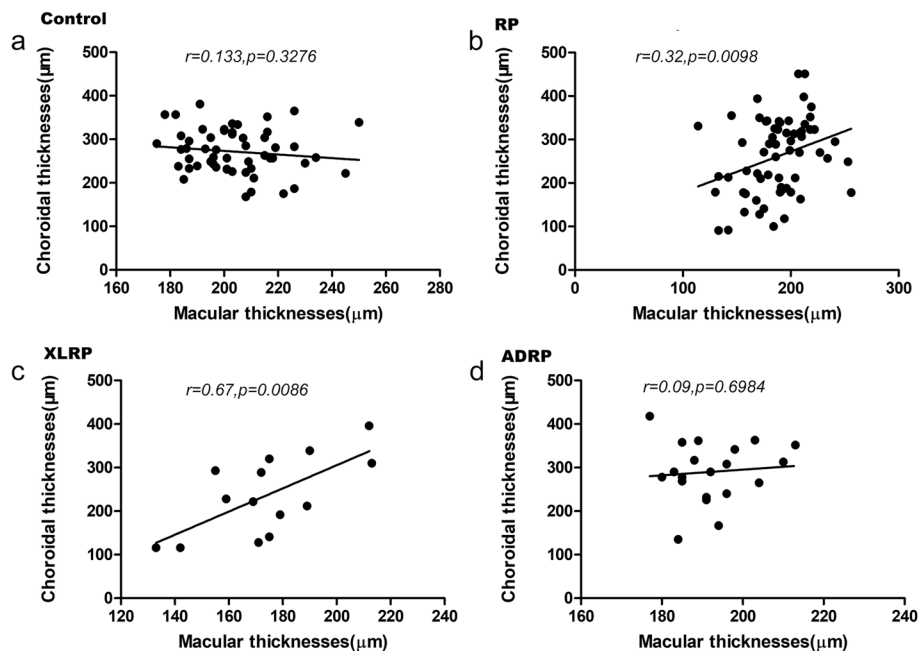 Control
a
r=0.133,p=0.3276
Choroidal thicknesses(μm)
500
400
300
200
100
0
160 180 200 220 240 260 280
Macular thicknesses(μm)
RP
b
r=0.32,p=0.0098
Choroidal thicknesses(μm)
500
400
300
200
100
0
0 100 200 300
Macular thicknesses(μm)
XLRP
c
r=0.67,p=0.0086
Choroidal thicknesses(μm)
500
400
300
200
100
0
120 140 160 180 200 220 240
Macular thicknesses(μm)
ADRP
d
r=0.09,p=0.6984
Choroidal thicknesses(μm)
500
400
300
200
100
0
160 180 200 220 240
Macular thicknesses(μm)